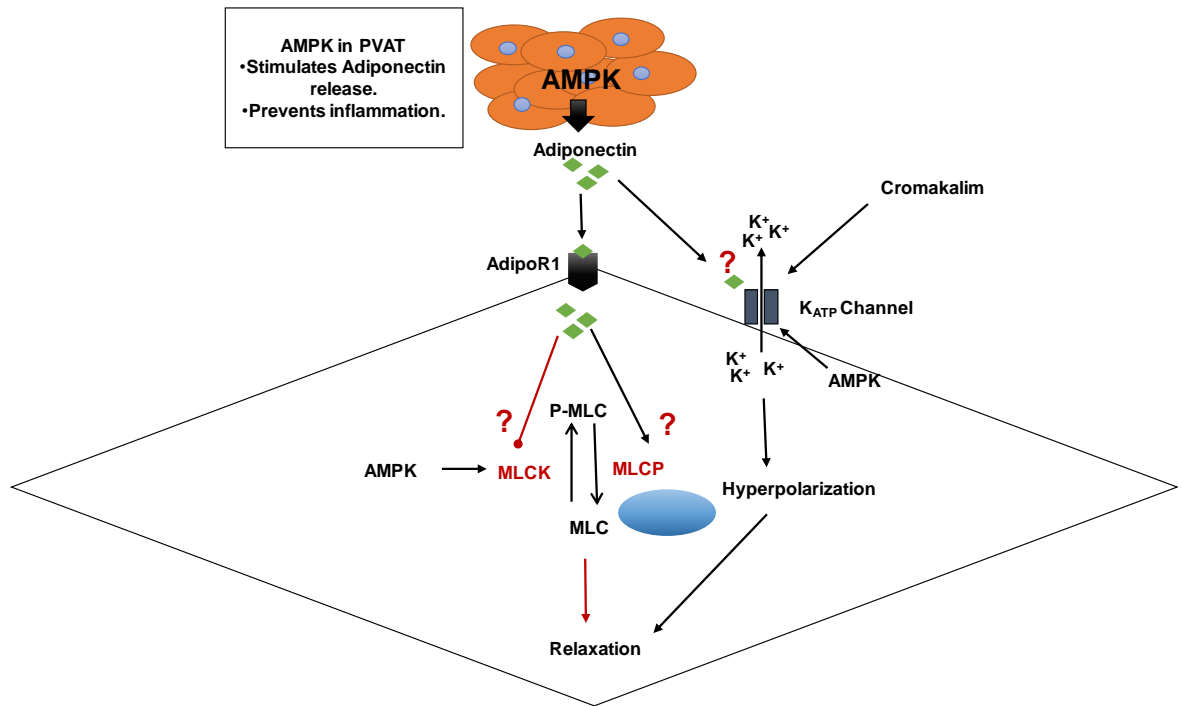 AMPK in PVAT
•Stimulates Adiponectin
release.
•Prevents inflammation.
AMPK
Adiponectin
Cromakalim
K⁺
K⁺ K⁺
?
AdipoR1
K_ATP Channel
K⁺
K⁺ K⁺
AMPK
P-MLC
?
?
AMPK
MLCK
MLCP
Hyperpolarization
MLC
Relaxation